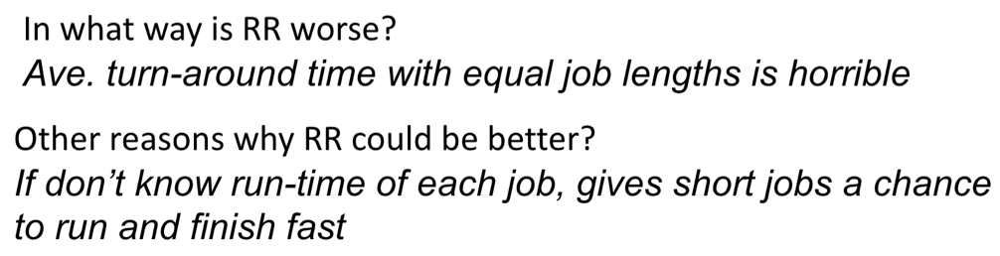 In what way is RR worse?
Ave. turn-around time with equal job lengths is horrible
Other reasons why RR could be better?
If don’t know run-time of each job, gives short jobs a chance
to run and finish fast